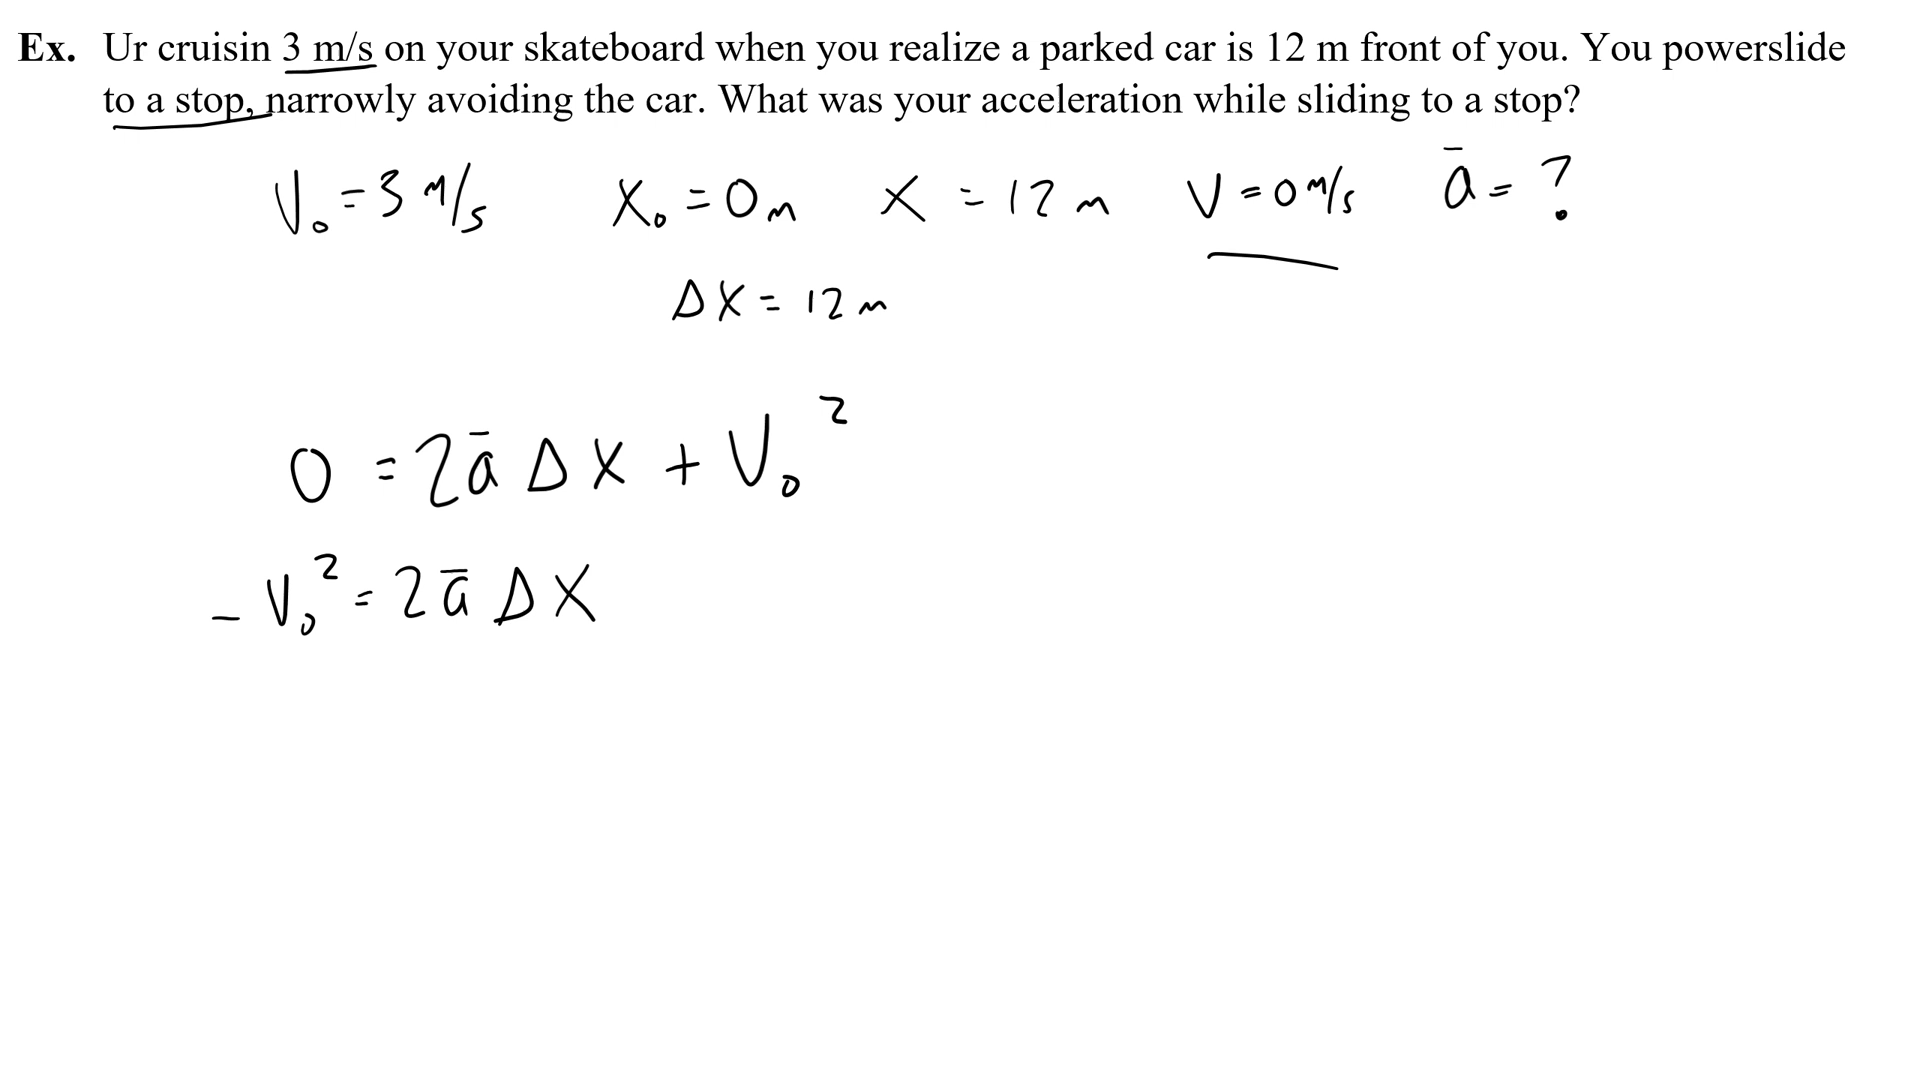 Ex. Ur cruisin 3 m/s on your skateboard when you realize a parked car is 12 m front of you. You powerslide
to a stop, narrowly avoiding the car. What was your acceleration while sliding to a stop?
V₀ = 3 m/s X₀ = 0 m X = 12 m V = 0 m/s ā = ?
ΔX = 12 m
0 = 2ā ΔX + V₀²
- V₀² = 2ā ΔX